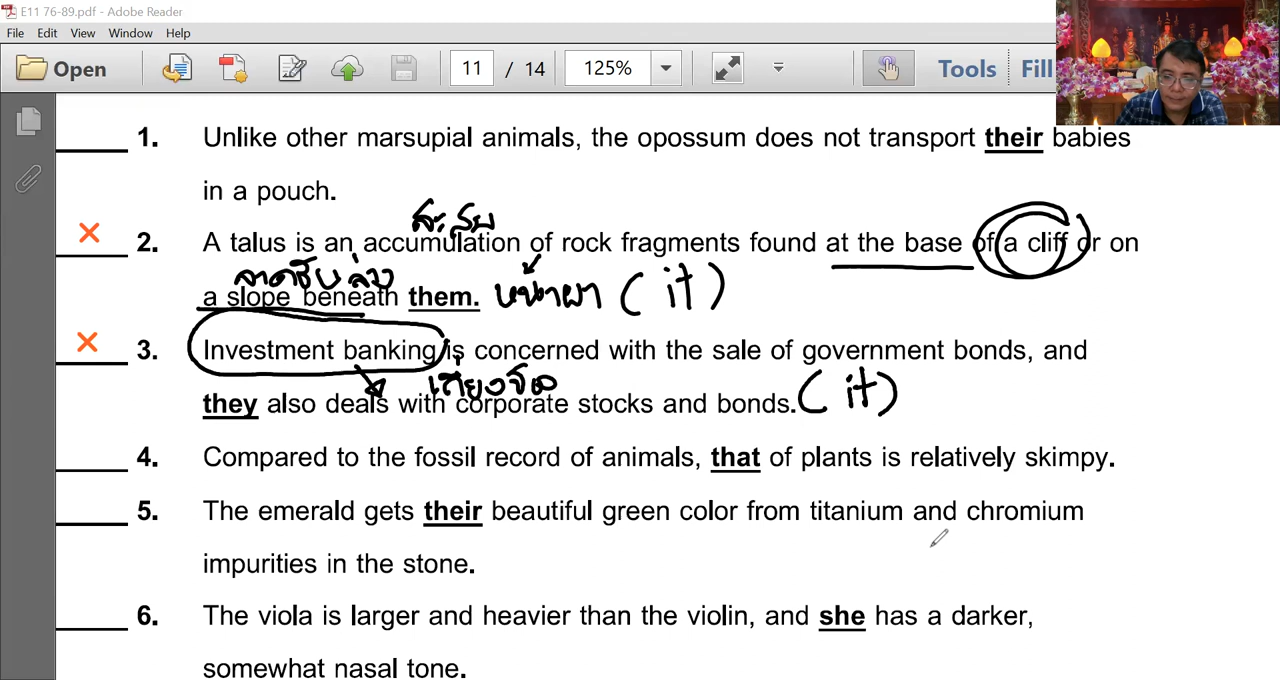 E11 76-89.pdf - Adobe Reader
File Edit View Window Help
Open 11 / 14 125% Tools Fill
1. Unlike other marsupial animals, the opossum does not transport their babies
in a pouch.
สะสม
× 2. A talus is an accumulation of rock fragments found at the base of a cliff or on
ลาดชัน ล่าง
a slope beneath them. หน้าผา ( it )
× 3. Investment banking is concerned with the sale of government bonds, and
เกี่ยวข้อง
they also deals with corporate stocks and bonds. ( it )
4. Compared to the fossil record of animals, that of plants is relatively skimpy.
5. The emerald gets their beautiful green color from titanium and chromium
impurities in the stone.
6. The viola is larger and heavier than the violin, and she has a darker,
somewhat nasal tone.